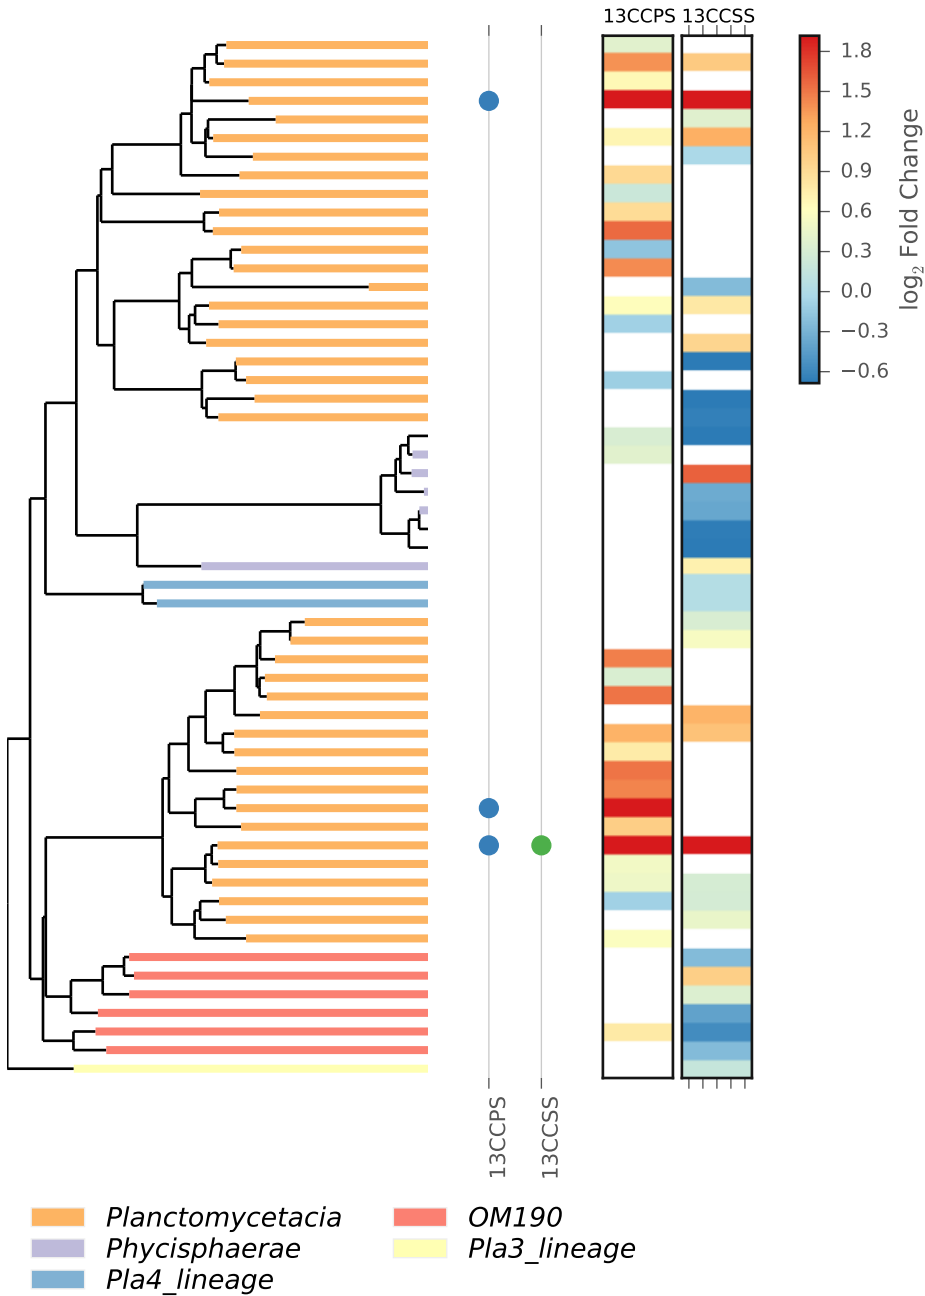 13CCPS 13CCSS
1.8
1.5
1.2
0.9
0.6
0.3
0.0
−0.3
−0.6
log2 Fold Change
13CCPS
13CCSS
Planctomycetacia
OM190
Phycisphaerae
Pla3_lineage
Pla4_lineage